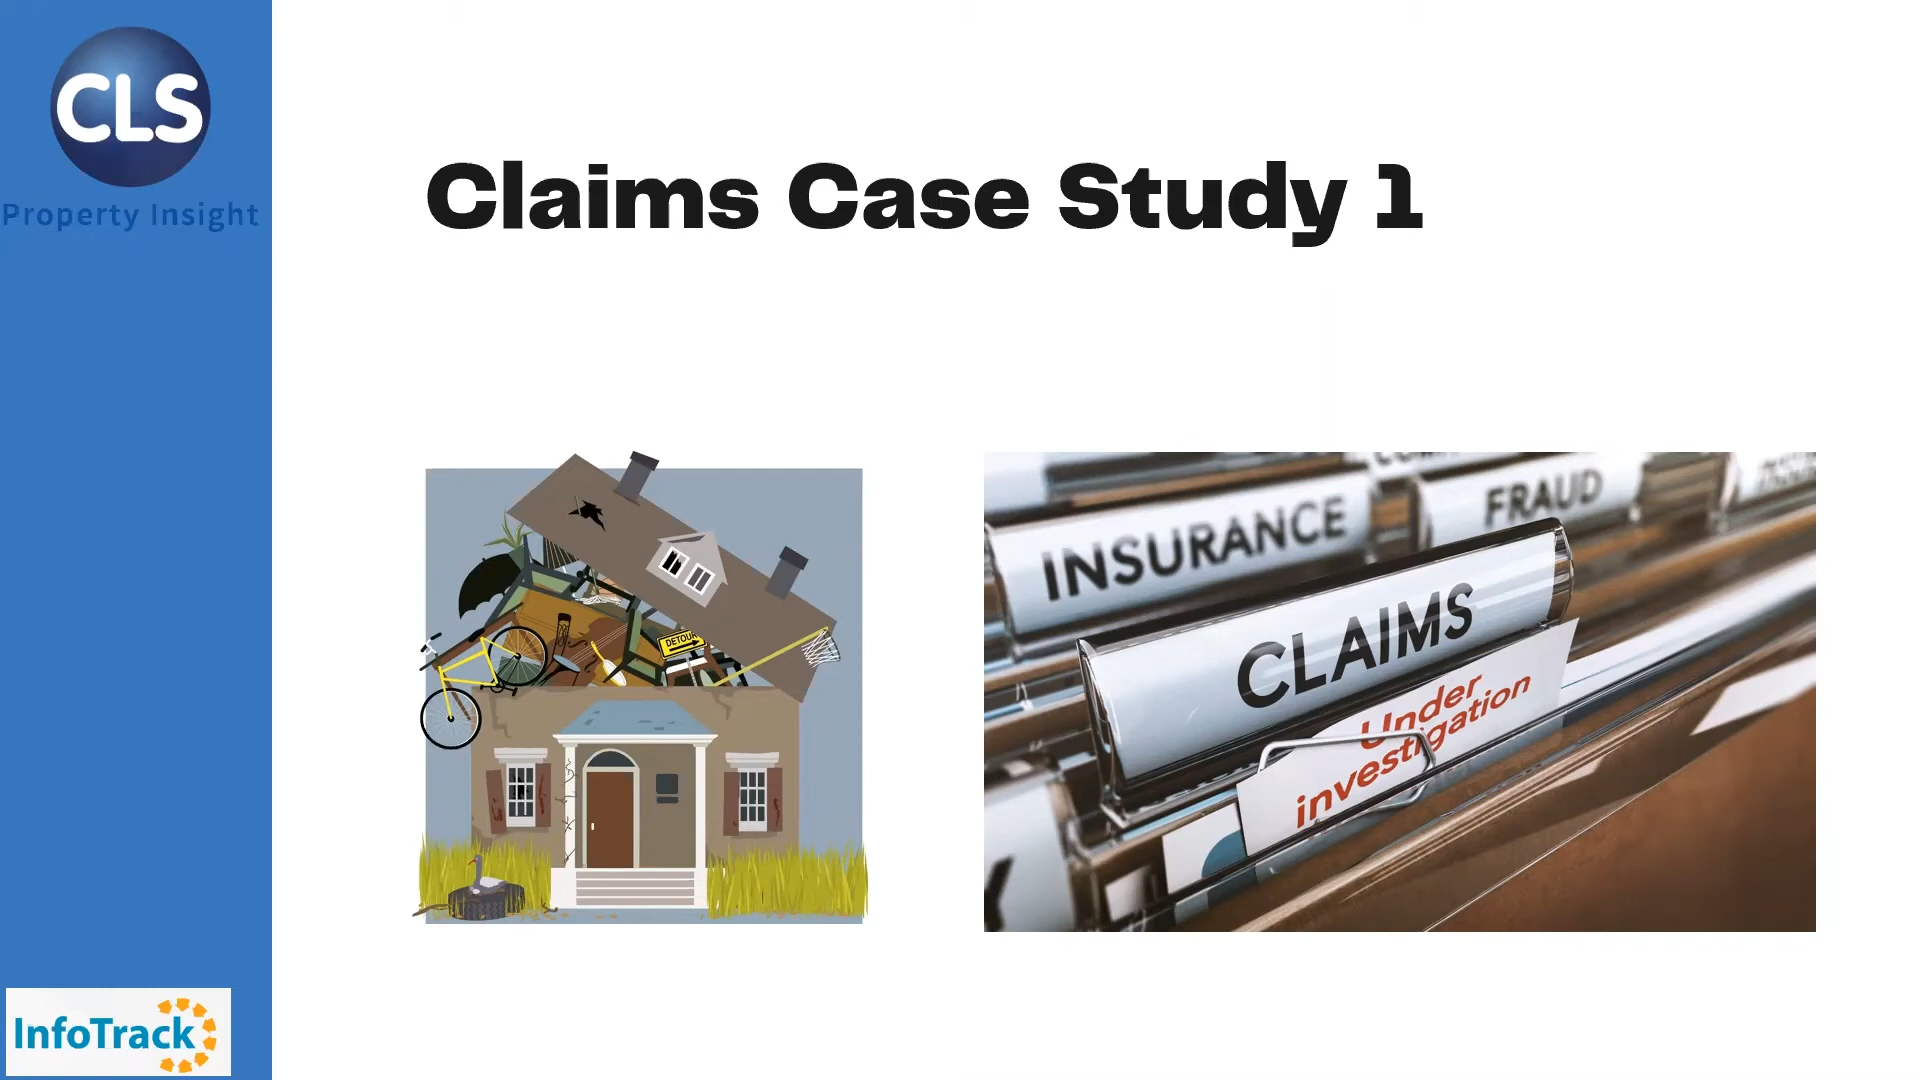 CLS
Property Insight
Claims Case Study 1
DETOUR
INSURANCE
FRAUD
CLAIMS
Under
investigation
InfoTrack